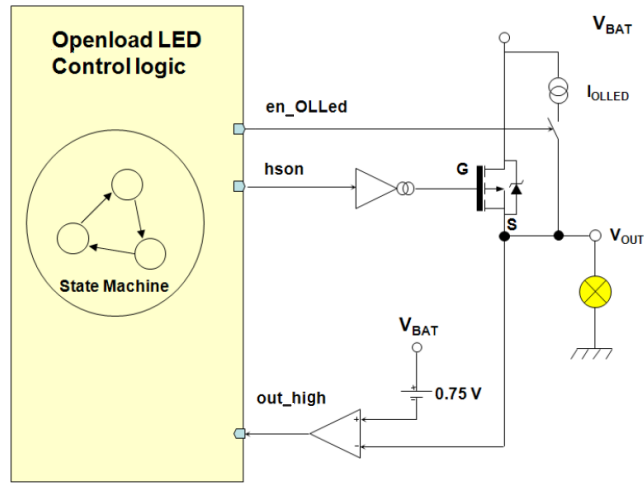 Openload LED
Control logic
V_BAT
I_OLLED
en_OLLed
hson
G
S
V_OUT
State Machine
V_BAT
+
−
0.75 V
out_high
+
−